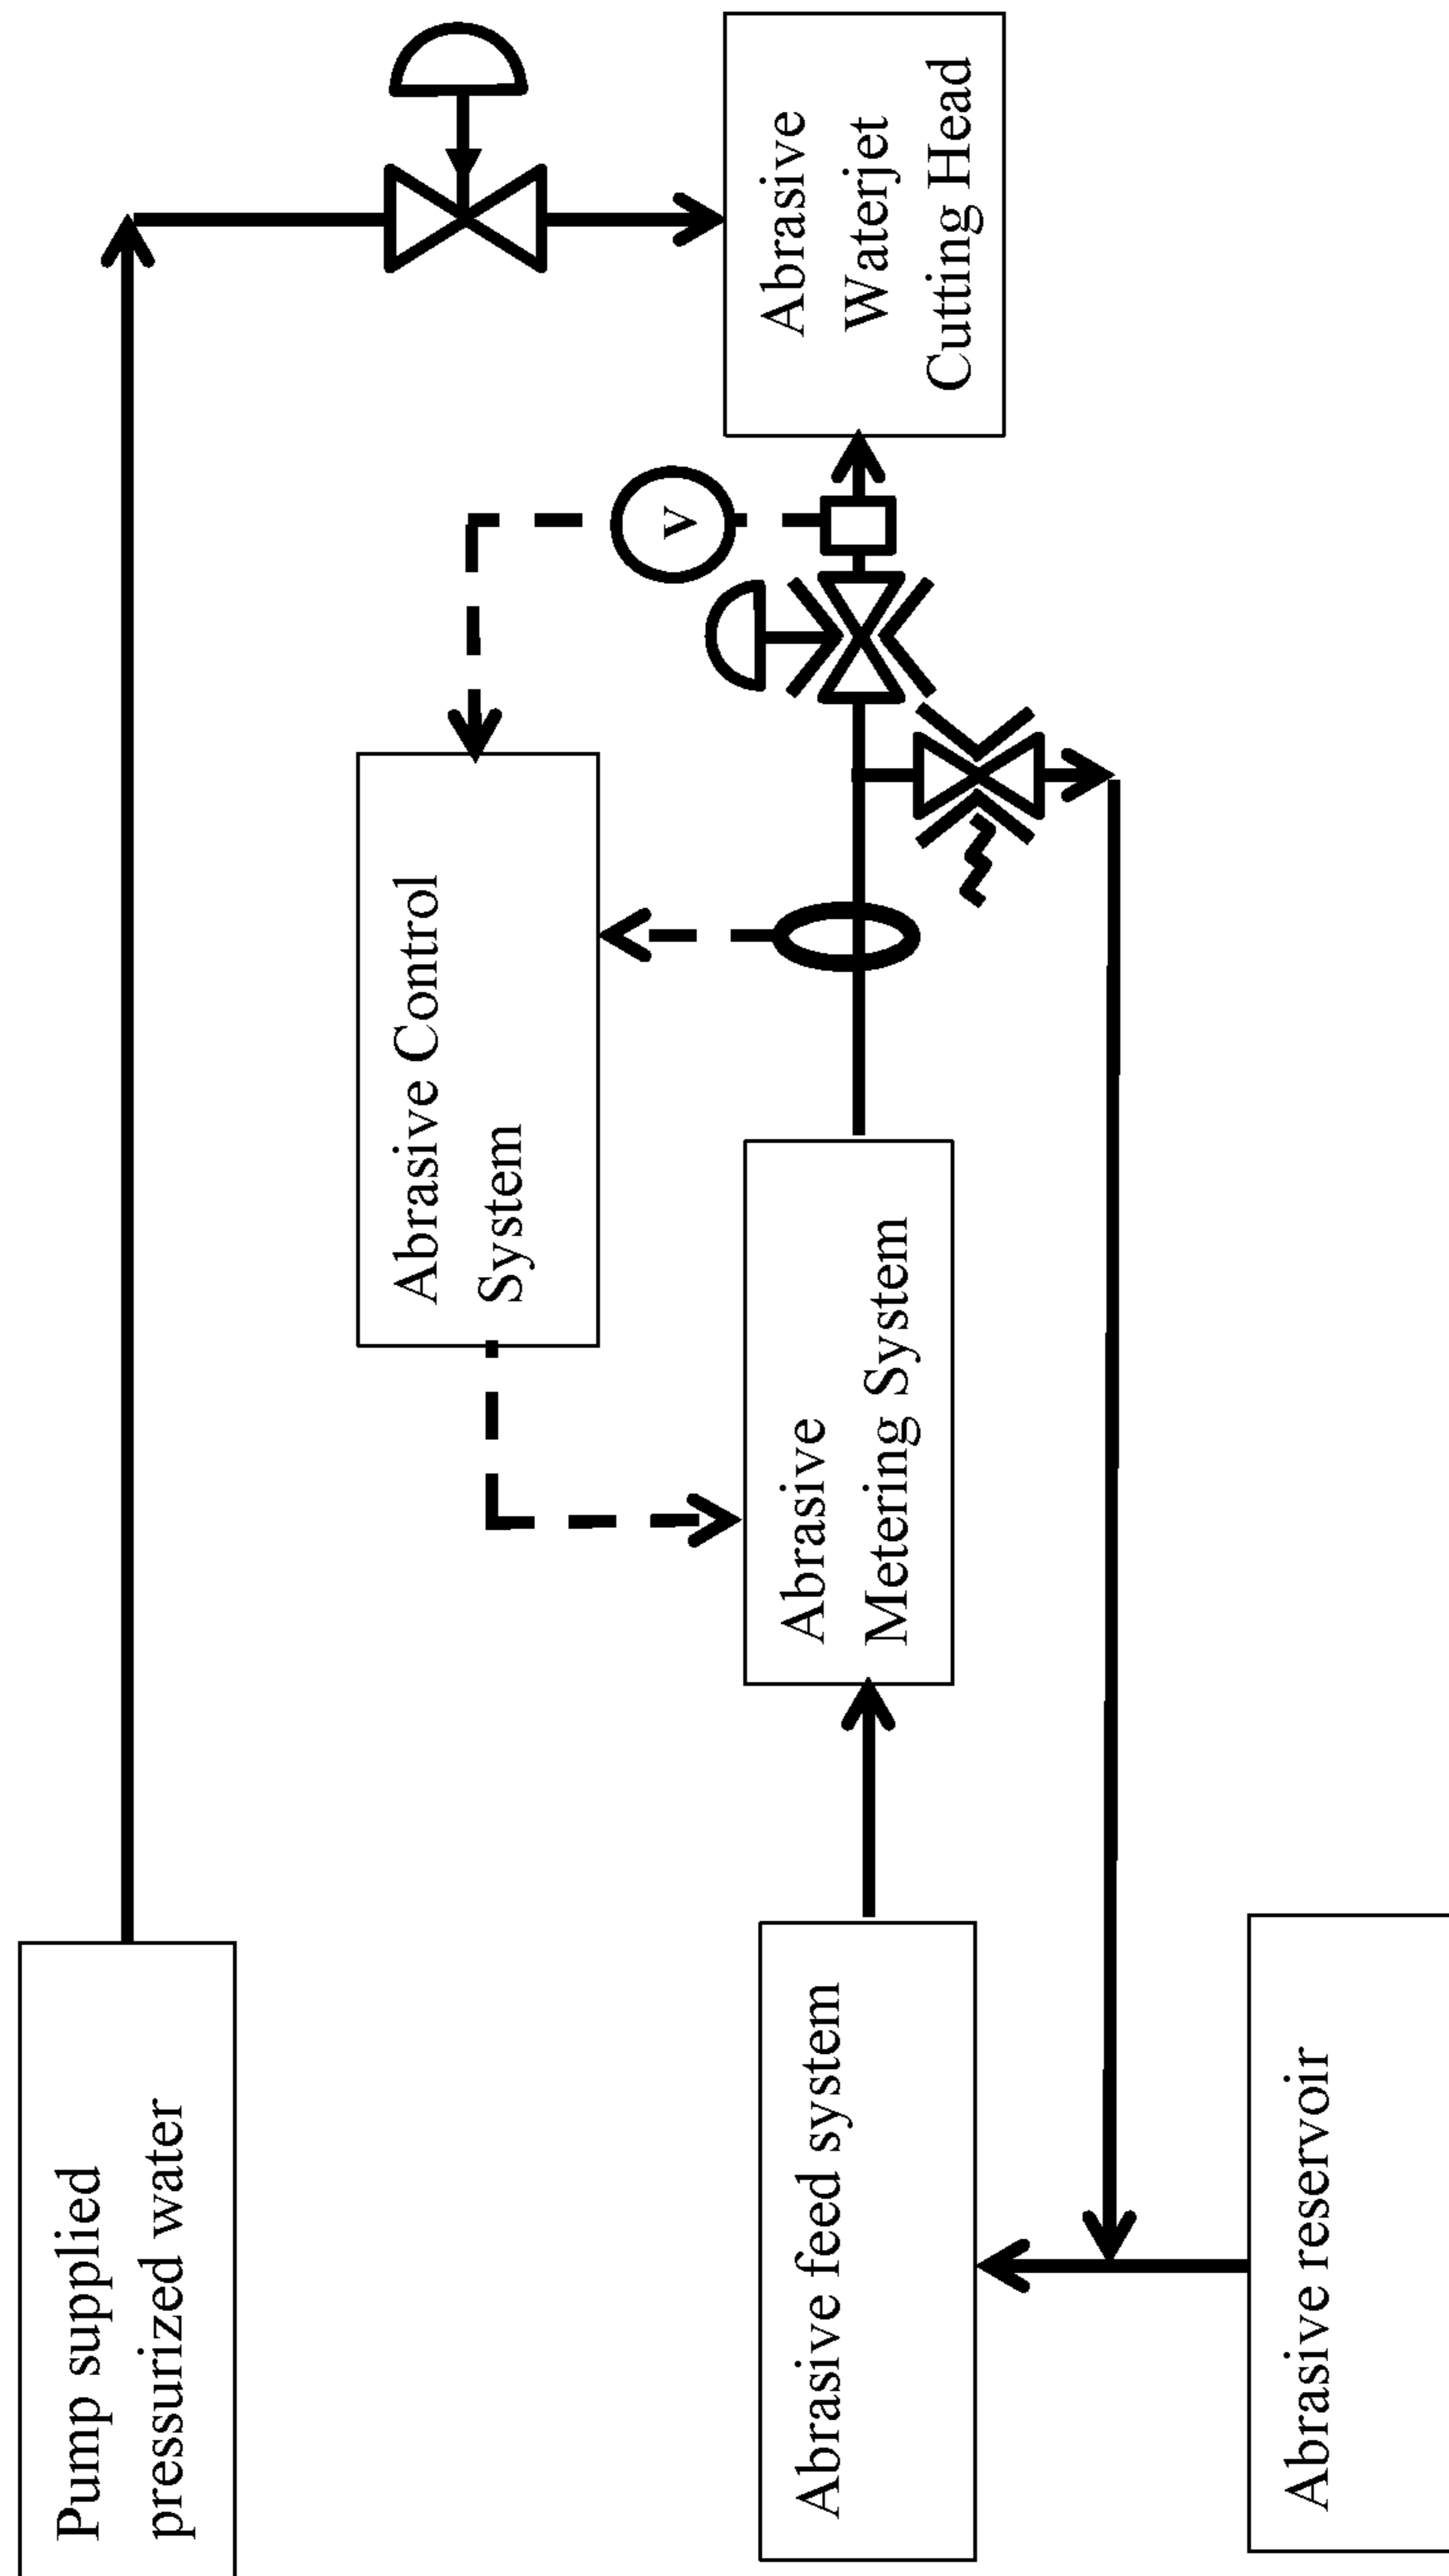 Pump supplied
pressurized water
Abrasive Control
System
v
Abrasive
Waterjet
Cutting Head
Abrasive feed system
Abrasive
Metering System
Abrasive reservoir